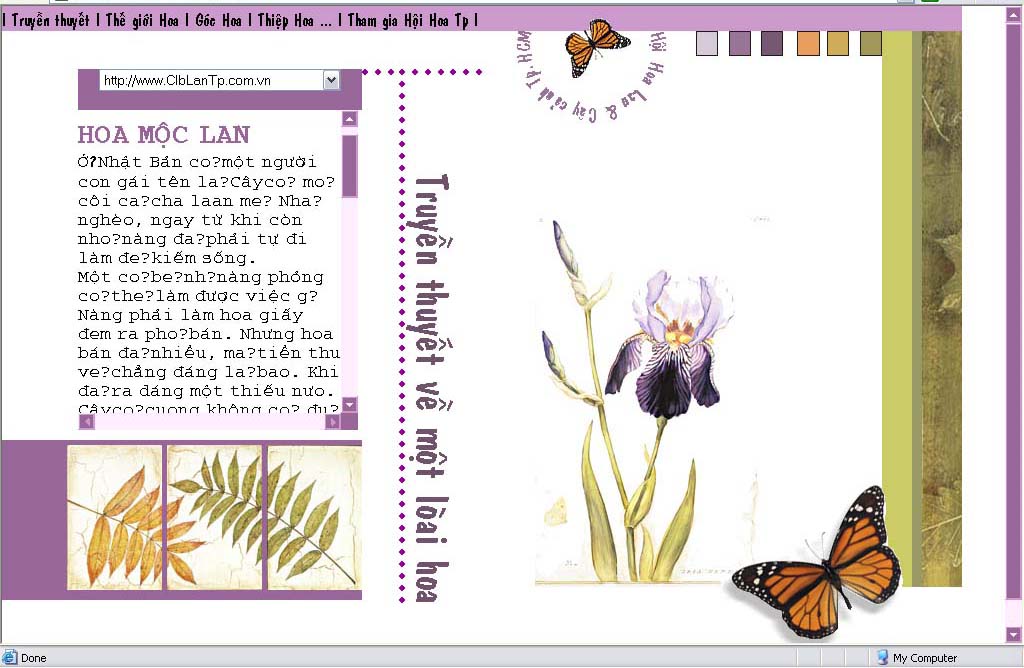 | Truyền thuyết | Thế giới Hoa | Góc Hoa | Thiệp Hoa ... | Tham gia Hội Hoa Tp |
Hội Hoa Lan & Cây cảnh Tp.HCM
http://www.ClbLanTp.com.vn
HOA MỘC LAN
Ở?Nhật Bản co?một người
con gái tên la?Câyco? mo?
côi ca?cha laan me? Nha?
nghèo, ngay từ khi còn
nho?nàng đa?phải tự đi
làm đe?kiếm sống.
Một co?be?nh?nàng phỏng
co?the?làm được việc g?
Nàng phải làm hoa giấy
đem ra pho?bán. Nhưng hoa
bán đa?nhiều, ma?tiền thu
ve?chẳng đáng la?bao. Khi
đa?ra dáng một thiếu nưo.
Câyco?cuong không co? đu?
Truyền thuyết về một lòai hoa
Done
My Computer